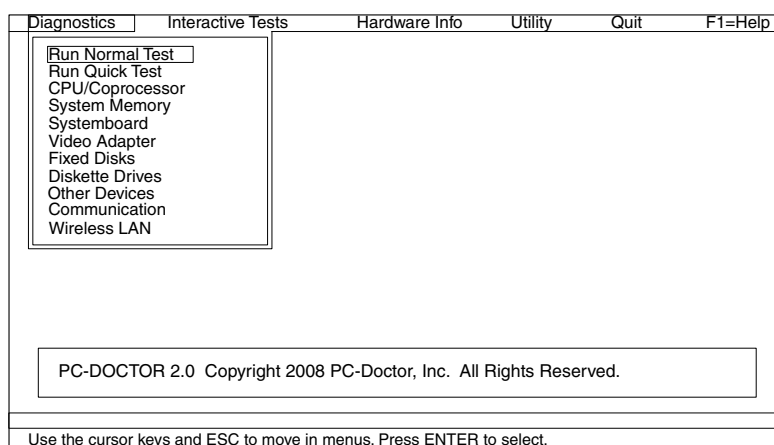 Diagnostics Interactive Tests Hardware Info Utility Quit F1=Help
Run Normal Test
Run Quick Test
CPU/Coprocessor
System Memory
Systemboard
Video Adapter
Fixed Disks
Diskette Drives
Other Devices
Communication
Wireless LAN
PC-DOCTOR 2.0 Copyright 2008 PC-Doctor, Inc. All Rights Reserved.
Use the cursor keys and ESC to move in menus. Press ENTER to select.